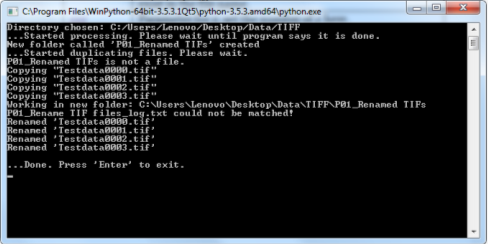 C:\Program Files\WinPython-64bit-3.5.3.1Qt5\python-3.5.3.amd64\python.exe
Directory chosen: C:/Users/Lenovo/Desktop/Data/TIFF
...Started processing. Please wait until program says it is done.
New folder called 'P01_Renamed TIFs' created
...Started duplicating files. Please wait.
P01_Renamed TIFs is not a file.
Copying "Testdata0000.tif"
Copying "Testdata0001.tif"
Copying "Testdata0002.tif"
Copying "Testdata0003.tif"
Working in new folder: C:\Users\Lenovo\Desktop\Data\TIFF\P01_Renamed TIFs
P01_Rename TIF files_log.txt could not be matched!
Renamed 'Testdata0000.tif'
Renamed 'Testdata0001.tif'
Renamed 'Testdata0002.tif'
Renamed 'Testdata0003.tif'
...Done. Press 'Enter' to exit.